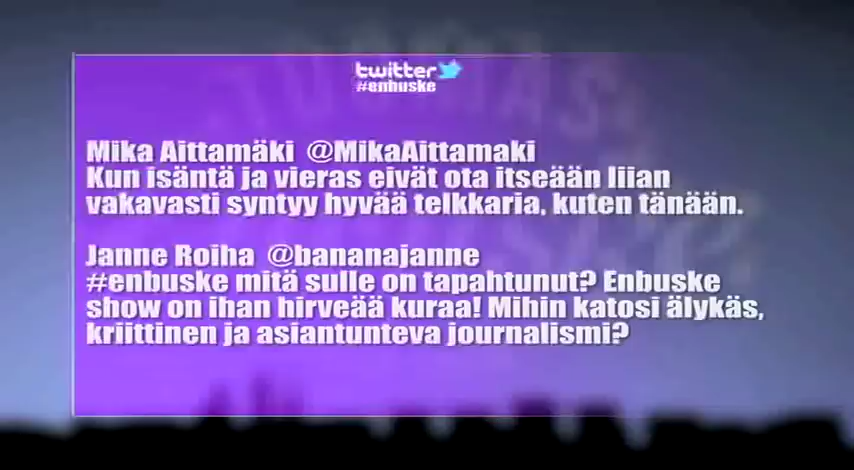 twitter
#enbuske
Mika Aittamäki @MikaAittamaki
Kun isäntä ja vieras eivät ota itseään liian
vakavasti syntyy hyvää telkkaria, kuten tänään.
Janne Roiha @bananajanne
#enbuske mitä sulle on tapahtunut? Enbuske
show on ihan hirveää kuraa! Mihin katosi älykäs,
kriittinen ja asiantunteva journalismi?